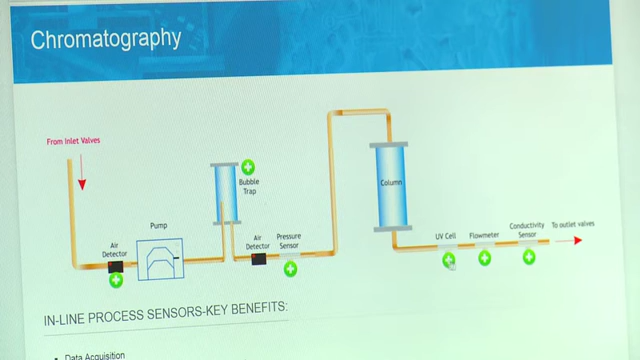 Chromatography
From Inlet Valves
Bubble
Trap
Column
Pump
Air
Detector
Air
Detector
Pressure
Sensor
UV Cell
Flowmeter
Conductivity
Sensor
To outlet valves
IN-LINE PROCESS SENSORS-KEY BENEFITS:
• Data Acquisition